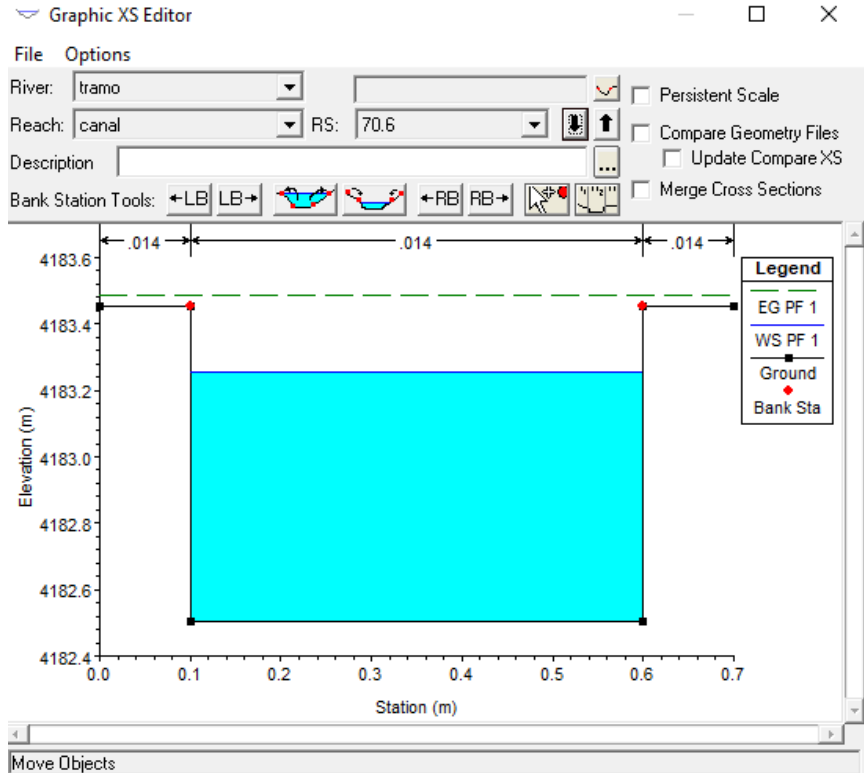 Graphic XS Editor
File Options
River: tramo
Persistent Scale
Reach: canal RS: 70.6
Compare Geometry Files
Update Compare XS
Description ...
Bank Station Tools: ←LB LB→ ←RB RB→
Merge Cross Sections
.014 .014 .014
Legend
EG PF 1
WS PF 1
Ground
Bank Sta
4183.6
4183.4
4183.2
4183.0
4182.8
4182.6
4182.4
Elevation (m)
0.0 0.1 0.2 0.3 0.4 0.5 0.6 0.7
Station (m)
Move Objects